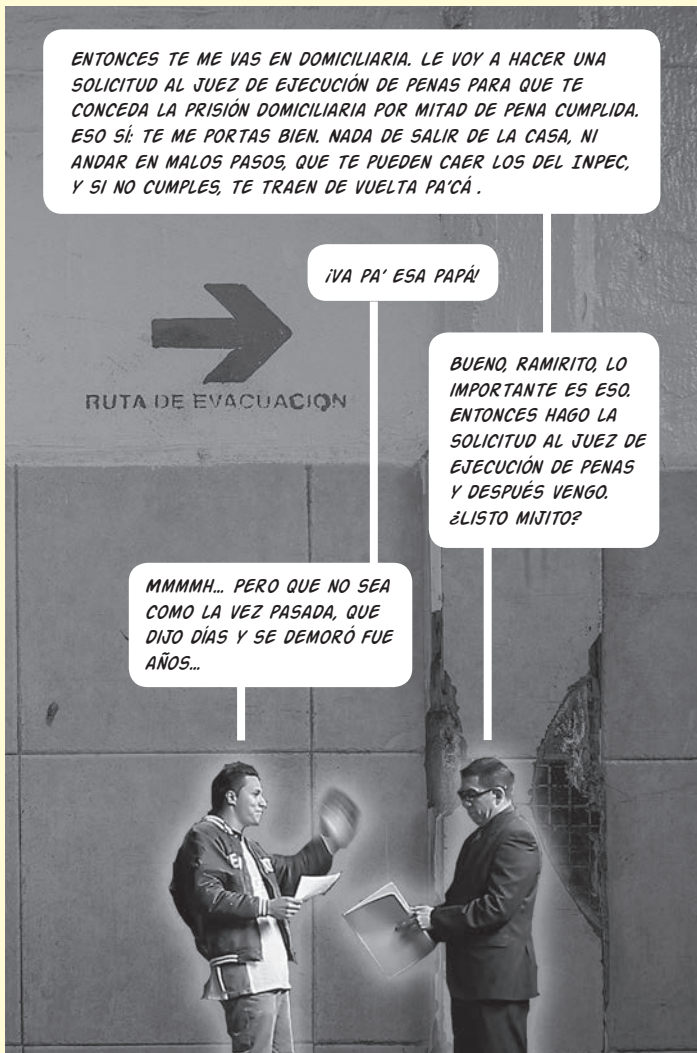 ENTONCES TE ME VAS EN DOMICILIARIA. LE VOY A HACER UNA
SOLICITUD AL JUEZ DE EJECUCIÓN DE PENAS PARA QUE TE
CONCEDA LA PRISIÓN DOMICILIARIA POR MITAD DE PENA CUMPLIDA.
ESO SÍ: TE ME PORTAS BIEN. NADA DE SALIR DE LA CASA, NI
ANDAR EN MALOS PASOS, QUE TE PUEDEN CAER LOS DEL INPEC,
Y SI NO CUMPLES, TE TRAEN DE VUELTA PA'CÁ .
¡VA PA' ESA PAPÁ!
BUENO, RAMIRITO, LO
IMPORTANTE ES ESO.
ENTONCES HAGO LA
SOLICITUD AL JUEZ DE
EJECUCIÓN DE PENAS
Y DESPUÉS VENGO.
¿LISTO MIJITO?
MMMMH... PERO QUE NO SEA
COMO LA VEZ PASADA, QUE
DIJO DÍAS Y SE DEMORÓ FUE
AÑOS...
RUTA DE EVACUACION